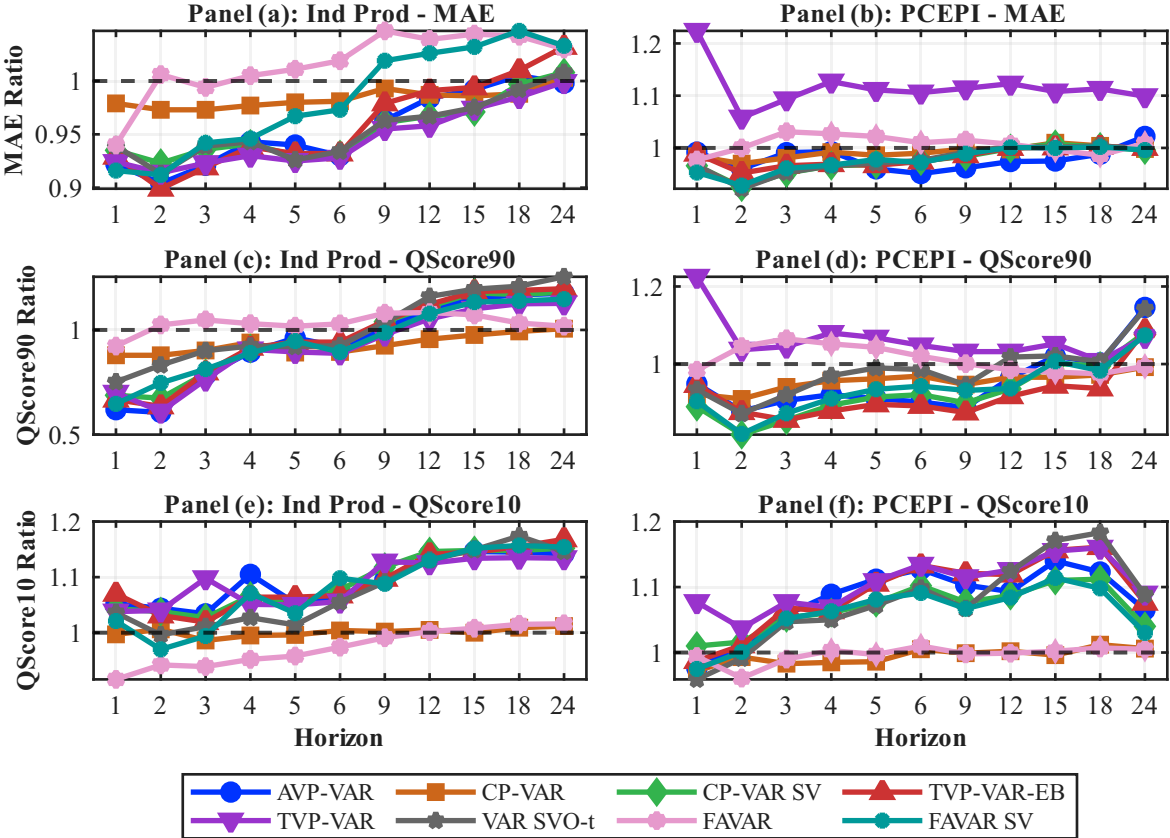 Panel (a): Ind Prod - MAE
MAE Ratio
1
0.95
0.9
1 2 3 4 5 6 9 12 15 18 24
Panel (b): PCEPI - MAE
1.2
1.1
1
1 2 3 4 5 6 9 12 15 18 24
Panel (c): Ind Prod - QScore90
QScore90 Ratio
1
0.5
1 2 3 4 5 6 9 12 15 18 24
Panel (d): PCEPI - QScore90
1.2
1
1 2 3 4 5 6 9 12 15 18 24
Panel (e): Ind Prod - QScore10
QScore10 Ratio
1.2
1.1
1
1 2 3 4 5 6 9 12 15 18 24
Horizon
Panel (f): PCEPI - QScore10
1.2
1.1
1
1 2 3 4 5 6 9 12 15 18 24
Horizon
AVP-VAR CP-VAR CP-VAR SV TVP-VAR-EB
TVP-VAR VAR SVO-t FAVAR FAVAR SV